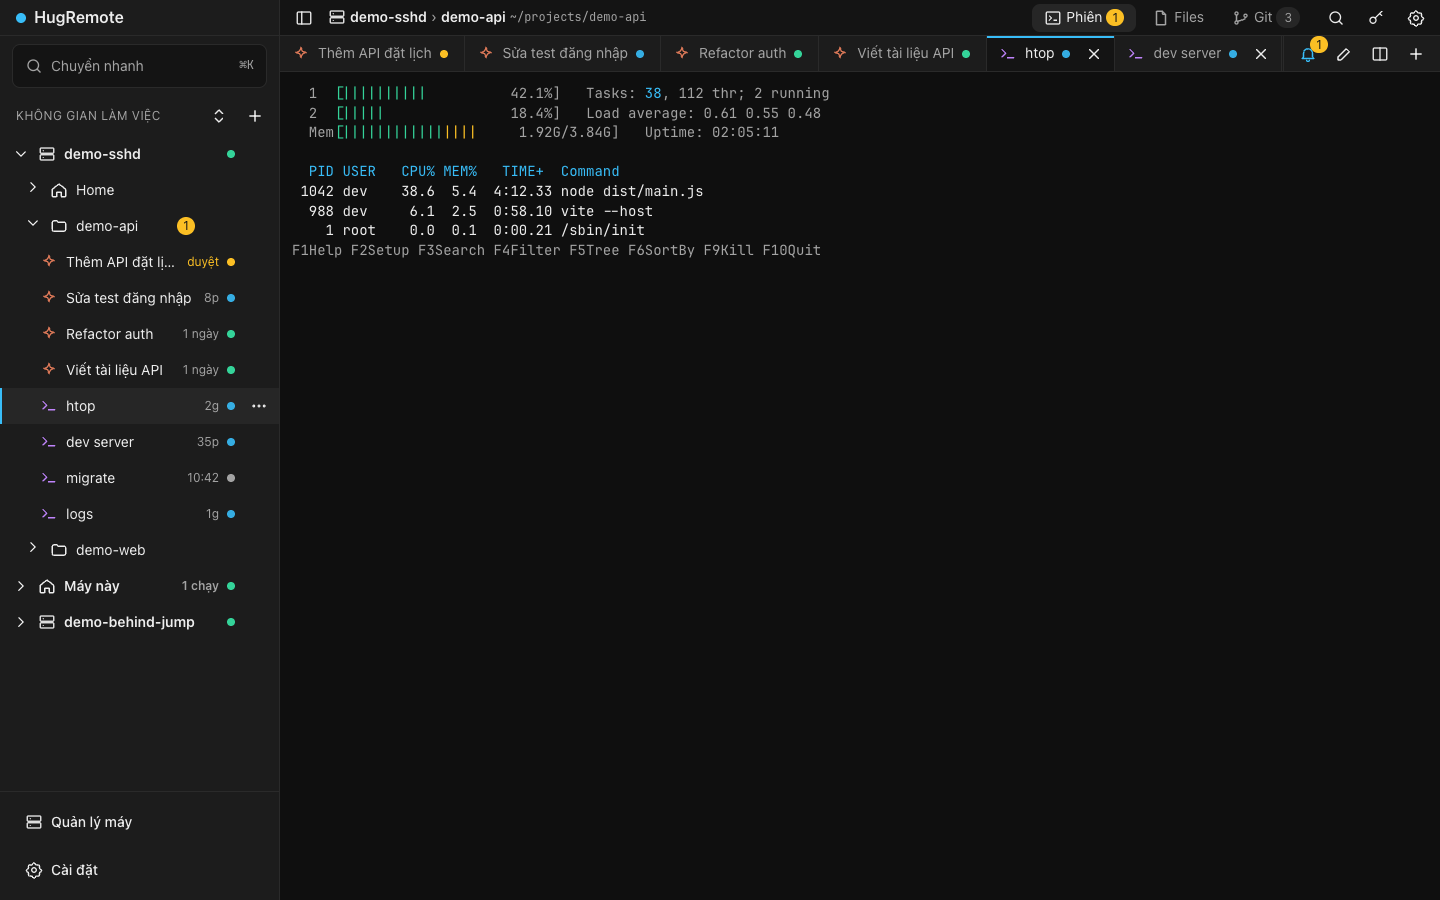 HugRemote
Chuyển nhanh ⌘K
KHÔNG GIAN LÀM VIỆC
demo-sshd
Home
demo-api 1
Thêm API đặt lị... duyệt
Sửa test đăng nhập 8p
Refactor auth 1 ngày
Viết tài liệu API 1 ngày
htop 2g
dev server 35p
migrate 10:42
logs 1g
demo-web
Máy này 1 chạy
demo-behind-jump
Quản lý máy
Cài đặt
demo-sshd › demo-api ~/projects/demo-api
Phiên 1 Files Git 3
Thêm API đặt lịch Sửa test đăng nhập Refactor auth Viết tài liệu API htop dev server 1
1 [|||||||||| 42.1%] Tasks: 38, 112 thr; 2 running
2 [||||| 18.4%] Load average: 0.61 0.55 0.48
Mem[|||||||||||||||| 1.92G/3.84G] Uptime: 02:05:11
PID USER CPU% MEM% TIME+ Command
1042 dev 38.6 5.4 4:12.33 node dist/main.js
988 dev 6.1 2.5 0:58.10 vite --host
1 root 0.0 0.1 0:00.21 /sbin/init
F1Help F2Setup F3Search F4Filter F5Tree F6SortBy F9Kill F10Quit